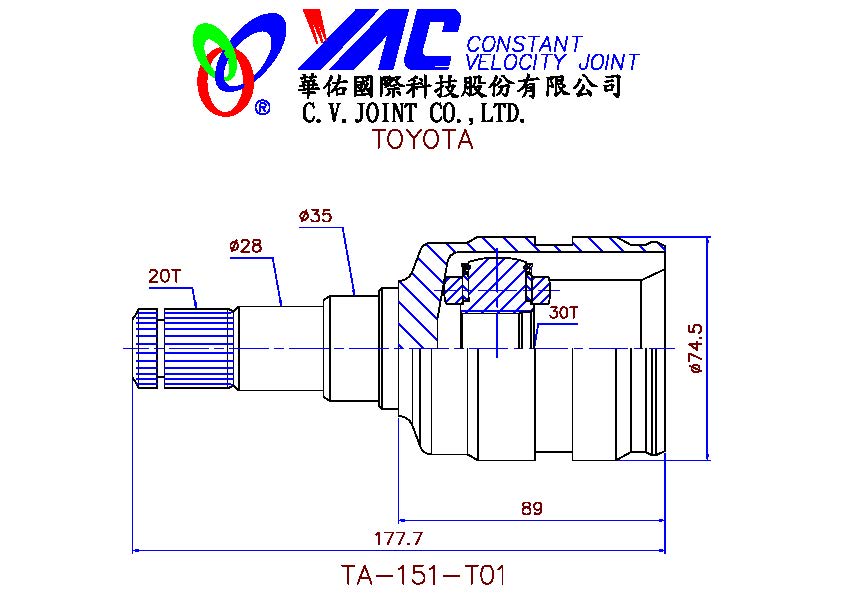 YAC CONSTANT
VELOCITY JOINT
®
華佑國際科技股份有限公司
C.V.JOINT CO.,LTD.
TOYOTA
ø35
ø28
20T
30T
ø74.5
89
177.7
TA-151-T01